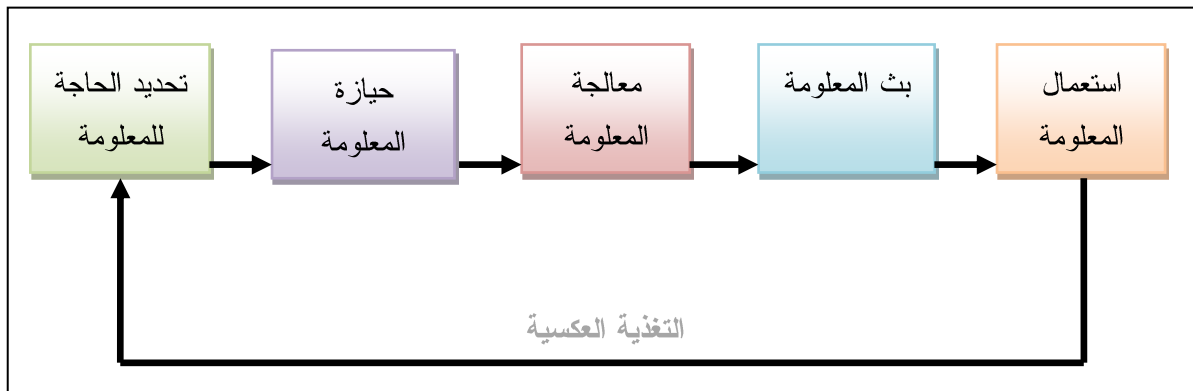 تحديد الحاجة
للمعلومة
حيازة
المعلومة
معالجة
المعلومة
بث المعلومة
استعمال
المعلومة
التغذية العكسية